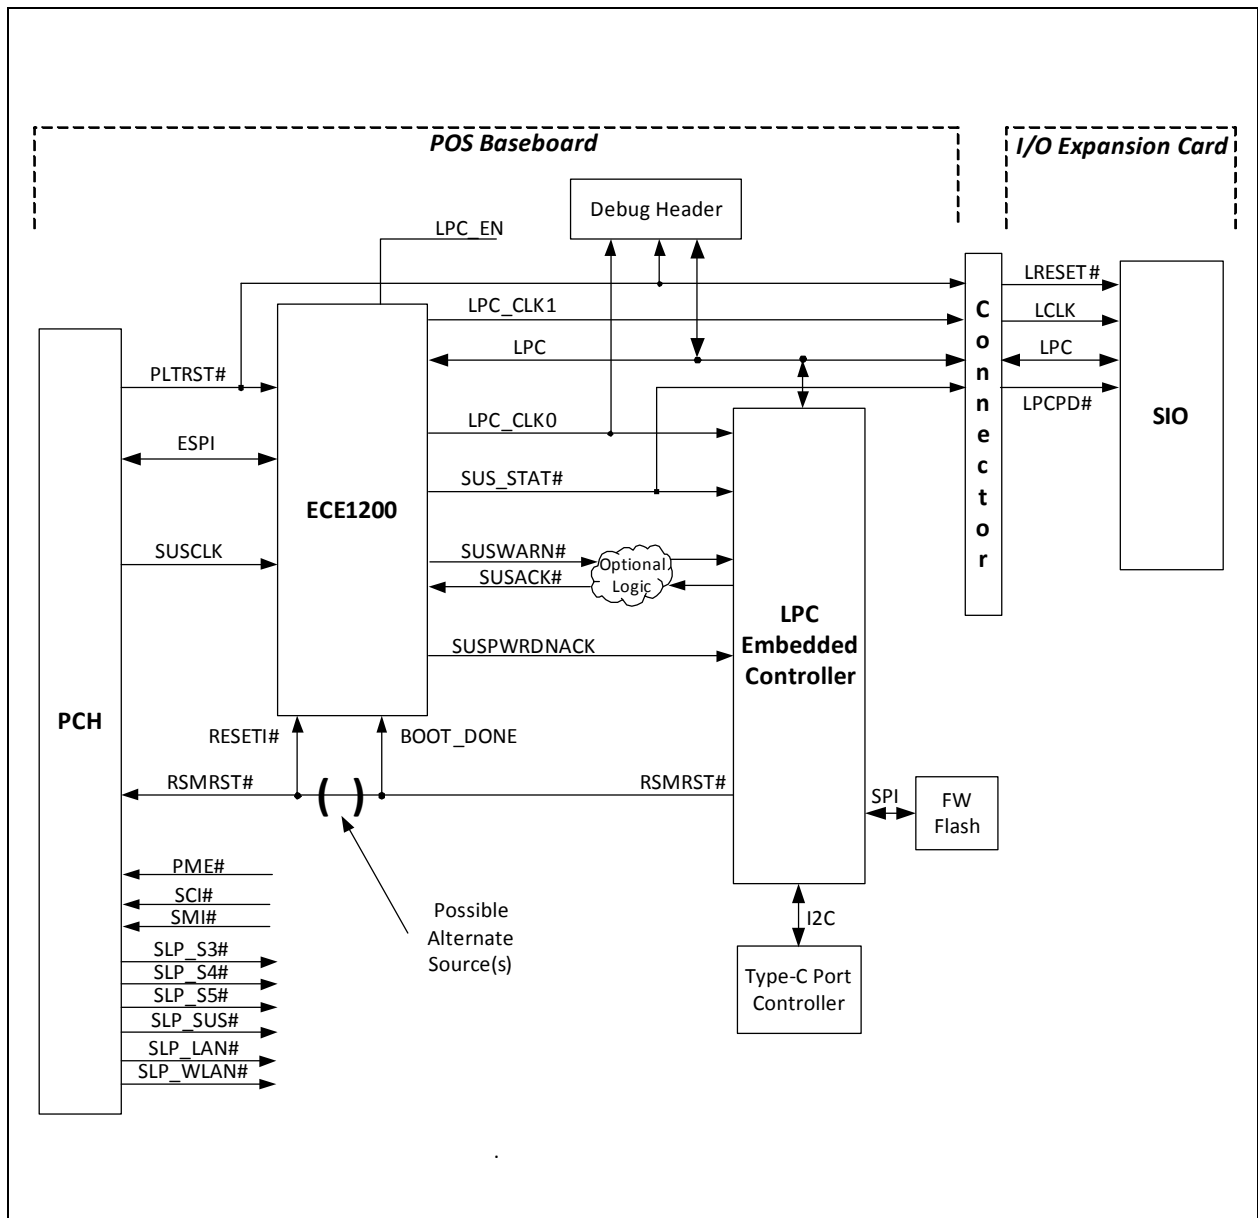 POS Baseboard
I/O Expansion Card
Debug Header
LPC_EN
LRESET#
LPC_CLK1
LCLK
LPC
LPC
PLTRST#
LPCPD#
Connector
SIO
LPC_CLK0
ESPI
SUS_STAT#
ECE1200
SUSCLK
SUSWARN#
SUSACK#
Optional
Logic
LPC
Embedded
Controller
SUSPWRDNACK
PCH
RESETI#
BOOT_DONE
RSMRST#
( )
RSMRST#
SPI
FW
Flash
PME#
SCI#
SMI#
Possible
Alternate
Source(s)
I2C
SLP_S3#
SLP_S4#
SLP_S5#
SLP_SUS#
SLP_LAN#
SLP_WLAN#
Type-C Port
Controller
.